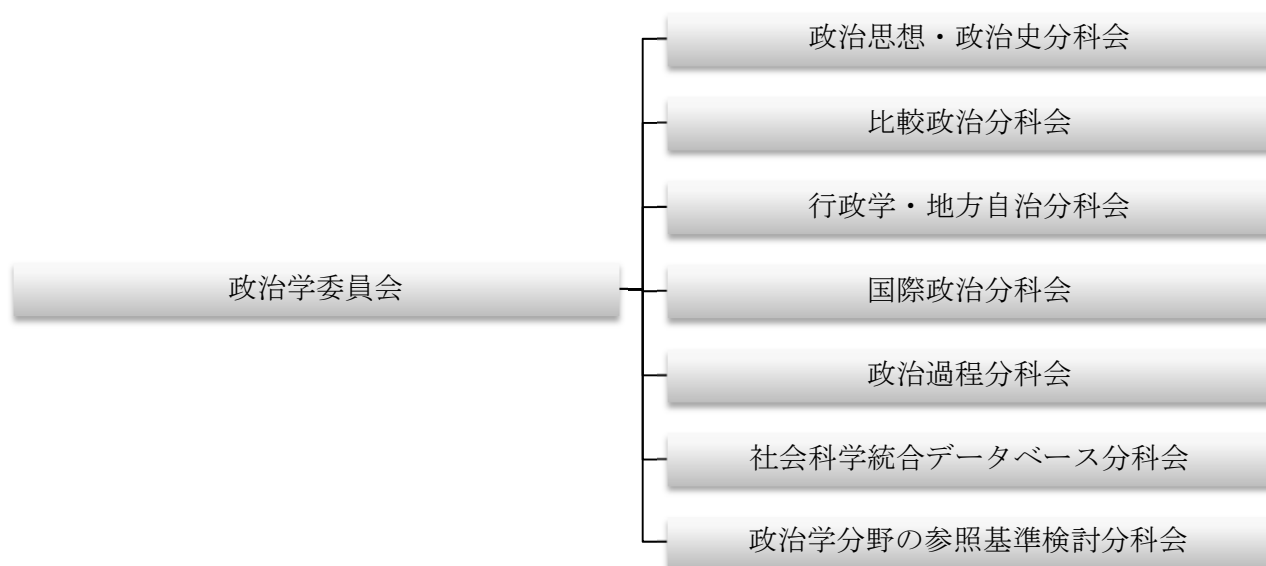 政治思想・政治史分科会
比較政治分科会
行政学・地方自治分科会
政治学委員会
国際政治分科会
政治過程分科会
社会科学統合データベース分科会
政治学分野の参照基準検討分科会